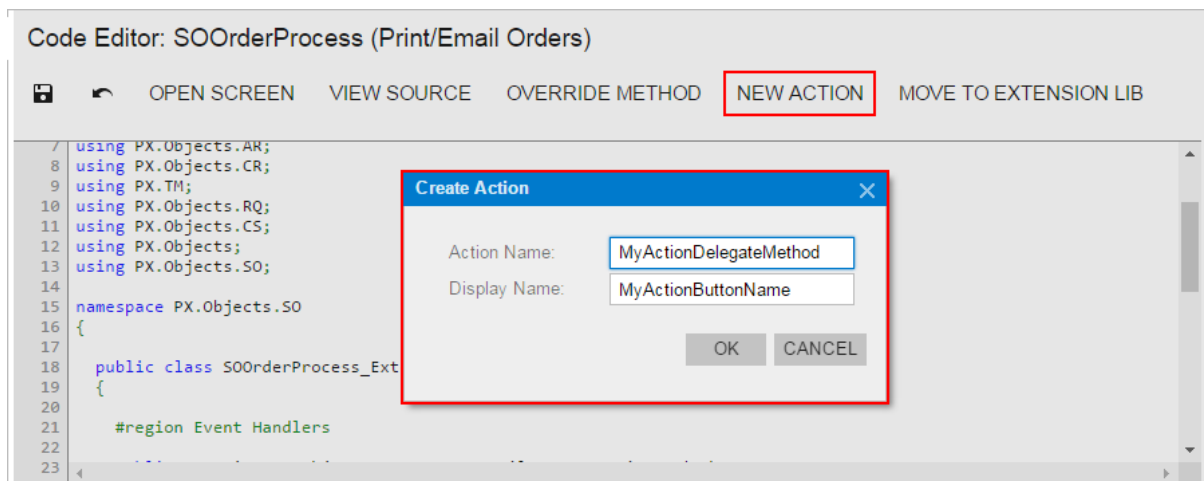 Code Editor: SOOrderProcess (Print/Email Orders)
OPEN SCREEN VIEW SOURCE OVERRIDE METHOD NEW ACTION MOVE TO EXTENSION LIB
7 using PX.Objects.AR;
8 using PX.Objects.CR;
9 using PX.TM;
10 using PX.Objects.RQ;
11 using PX.Objects.CS;
12 using PX.Objects;
13 using PX.Objects.SO;
14
15 namespace PX.Objects.SO
16 {
17
18 public class SOOrderProcess_Ext
19 {
20
21 #region Event Handlers
22
23
Create Action
Action Name: MyActionDelegateMethod
Display Name: MyActionButtonName
OK CANCEL